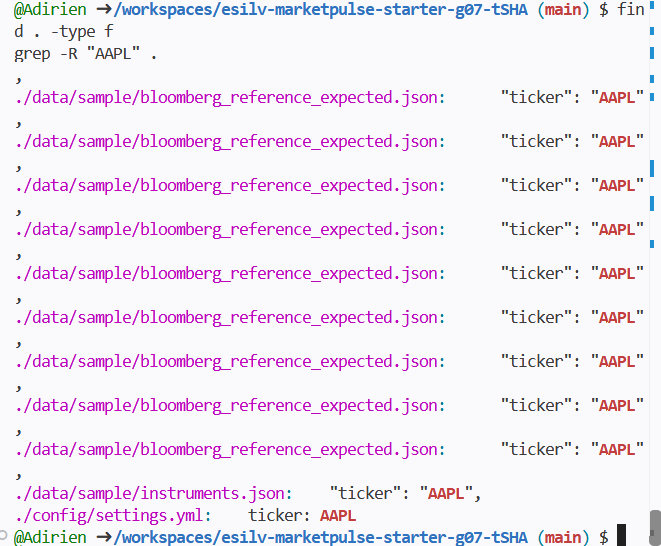 @Adirien ➜/workspaces/esilv-marketpulse-starter-g07-tSHA (main) $ fin
d . -type f
grep -R "AAPL" .
,
./data/sample/bloomberg_reference_expected.json:      "ticker": "AAPL"
,
./data/sample/bloomberg_reference_expected.json:      "ticker": "AAPL"
,
./data/sample/bloomberg_reference_expected.json:      "ticker": "AAPL"
,
./data/sample/bloomberg_reference_expected.json:      "ticker": "AAPL"
,
./data/sample/bloomberg_reference_expected.json:      "ticker": "AAPL"
,
./data/sample/bloomberg_reference_expected.json:      "ticker": "AAPL"
,
./data/sample/bloomberg_reference_expected.json:      "ticker": "AAPL"
,
./data/sample/bloomberg_reference_expected.json:      "ticker": "AAPL"
,
./data/sample/bloomberg_reference_expected.json:      "ticker": "AAPL"
,
./data/sample/instruments.json:    "ticker": "AAPL",
./config/settings.yml:    ticker: AAPL
@Adirien ➜/workspaces/esilv-marketpulse-starter-g07-tSHA (main) $